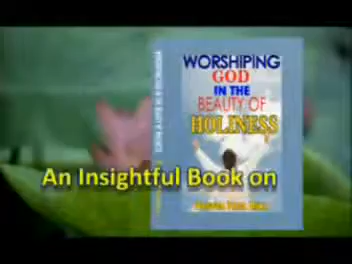 WORSHIPING
GOD
IN THE
BEAUTY OF
HOLINESS
An Insightful Book on